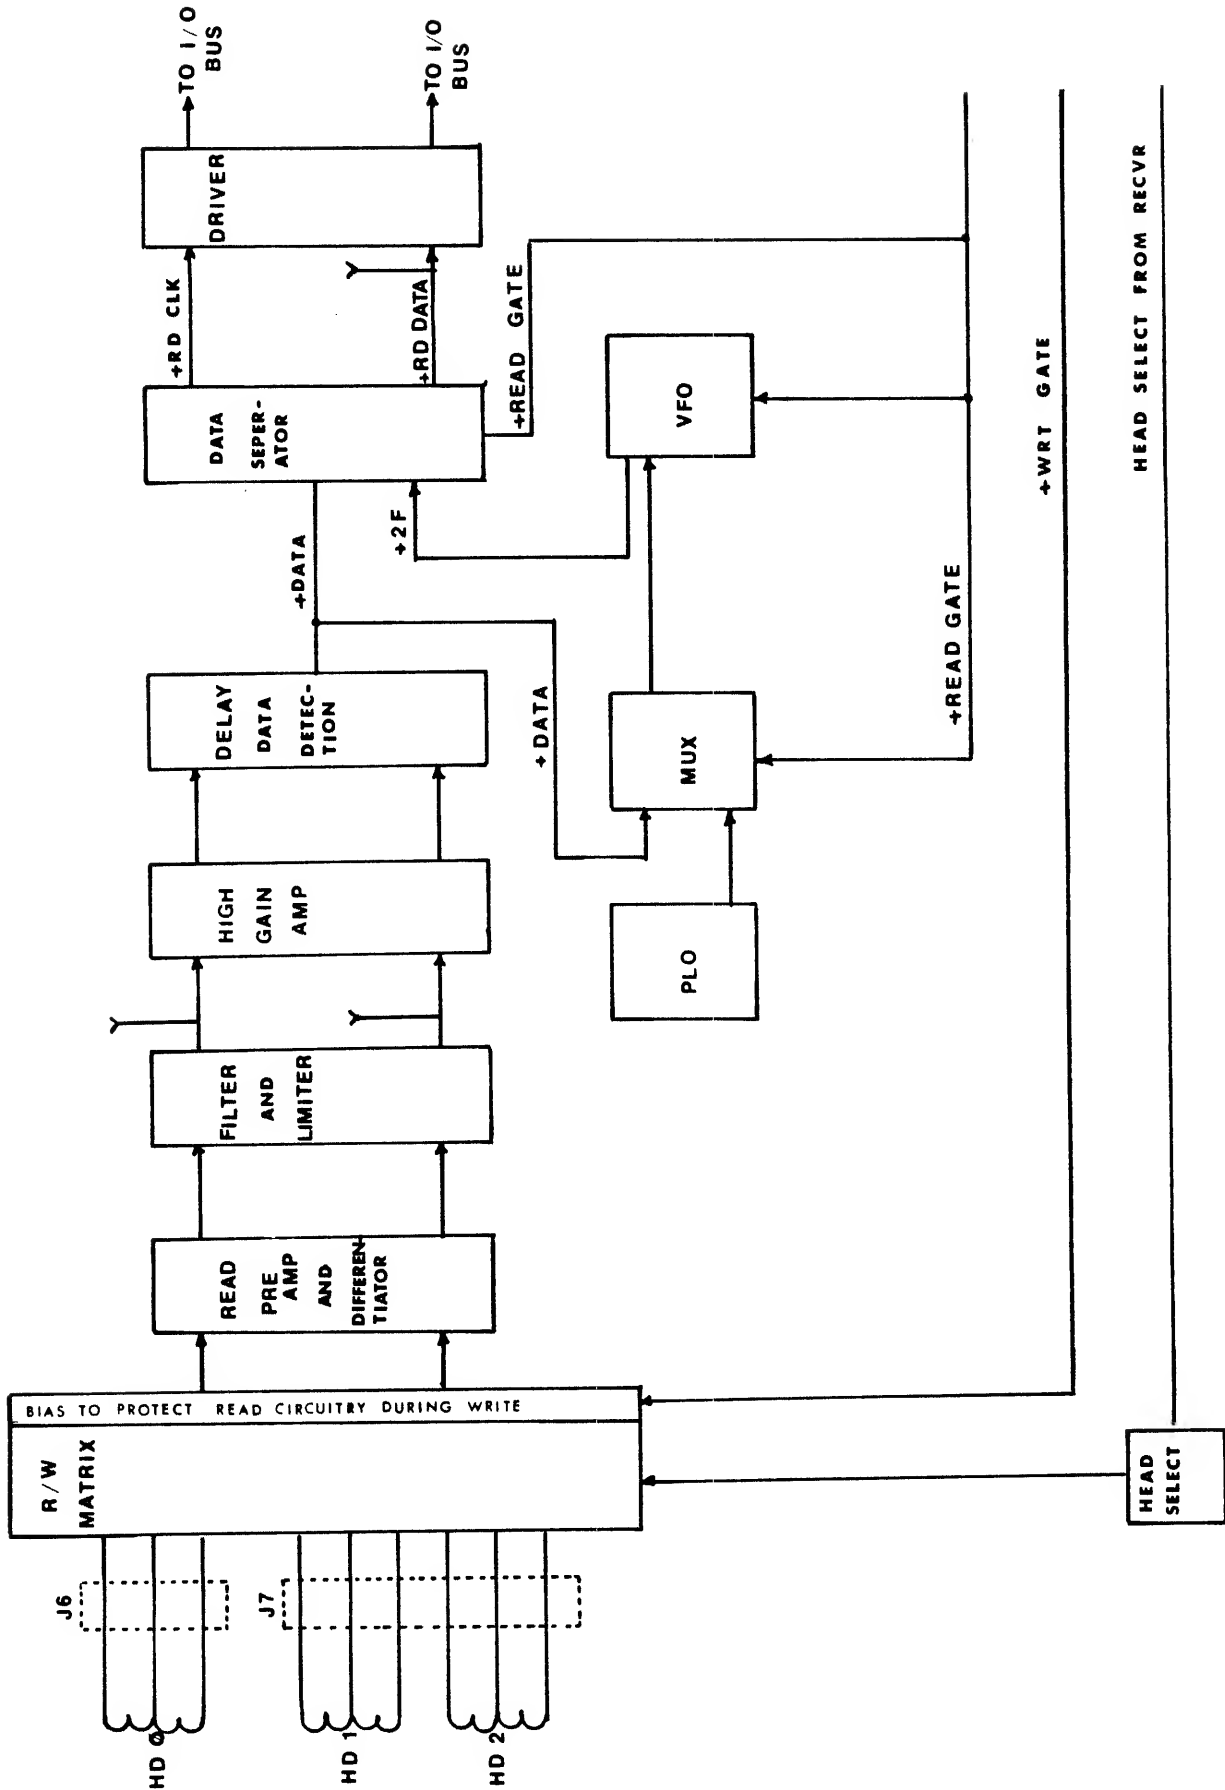 HD 0
HD 1
HD 2
J6
J7
R/W
MATRIX
BIAS TO PROTECT READ CIRCUITRY DURING WRITE
READ
PRE
AMP
AND
DIFFEREN-
TIATOR
FILTER
AND
LIMITER
HIGH
GAIN
AMP
DELAY
DATA
DETEC-
TION
+DATA
+DATA
+2F
DATA
SEPER-
ATOR
+RD CLK
+RD DATA
+READ GATE
DRIVER
TO I/O
BUS
TO I/O
BUS
PLO
MUX
VFO
+READ GATE
+WRT GATE
HEAD SELECT FROM RECVR
HEAD
SELECT